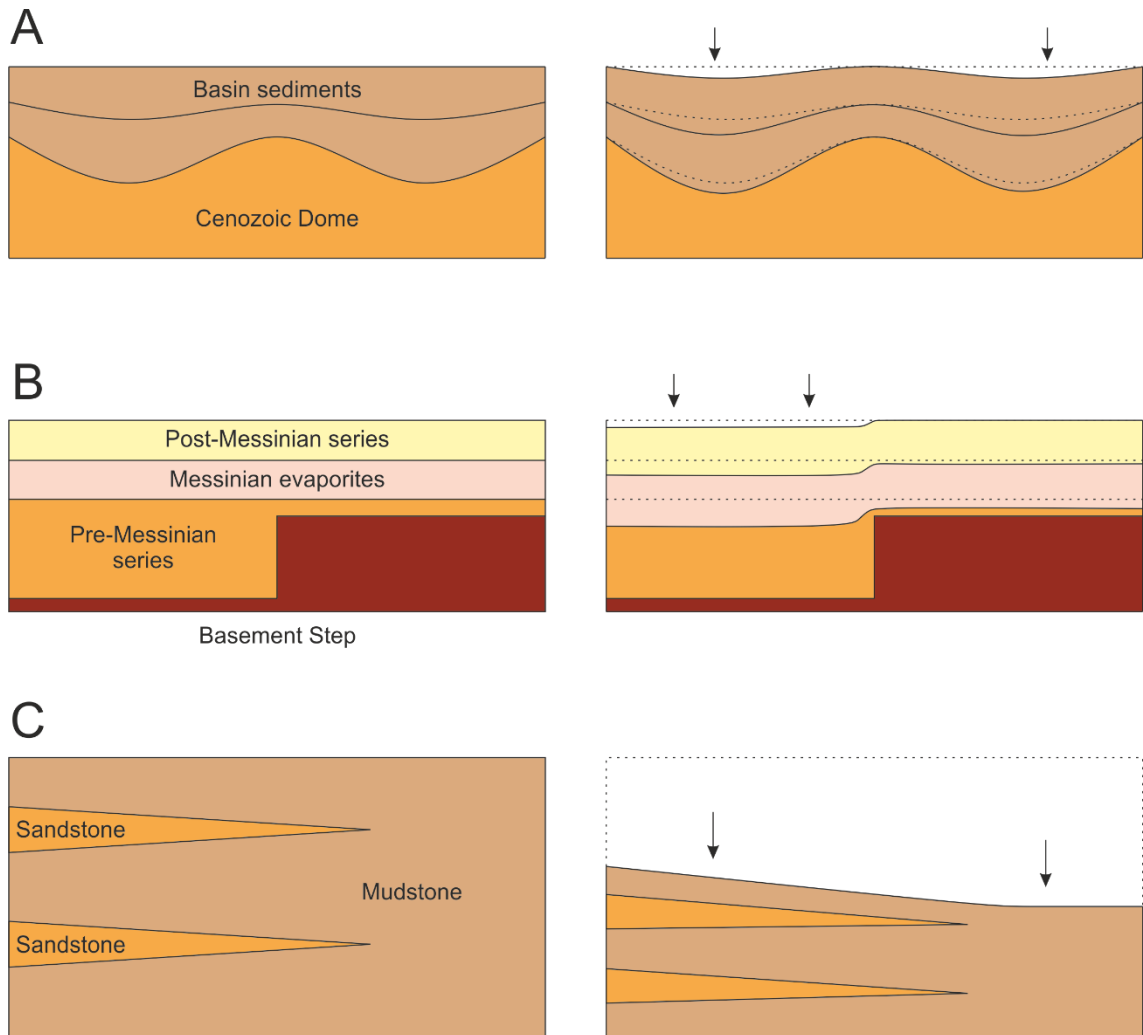 A
Basin sediments
Cenozoic Dome
B
Post-Messinian series
Messinian evaporites
Pre-Messinian
series
Basement Step
C
Sandstone
Mudstone
Sandstone